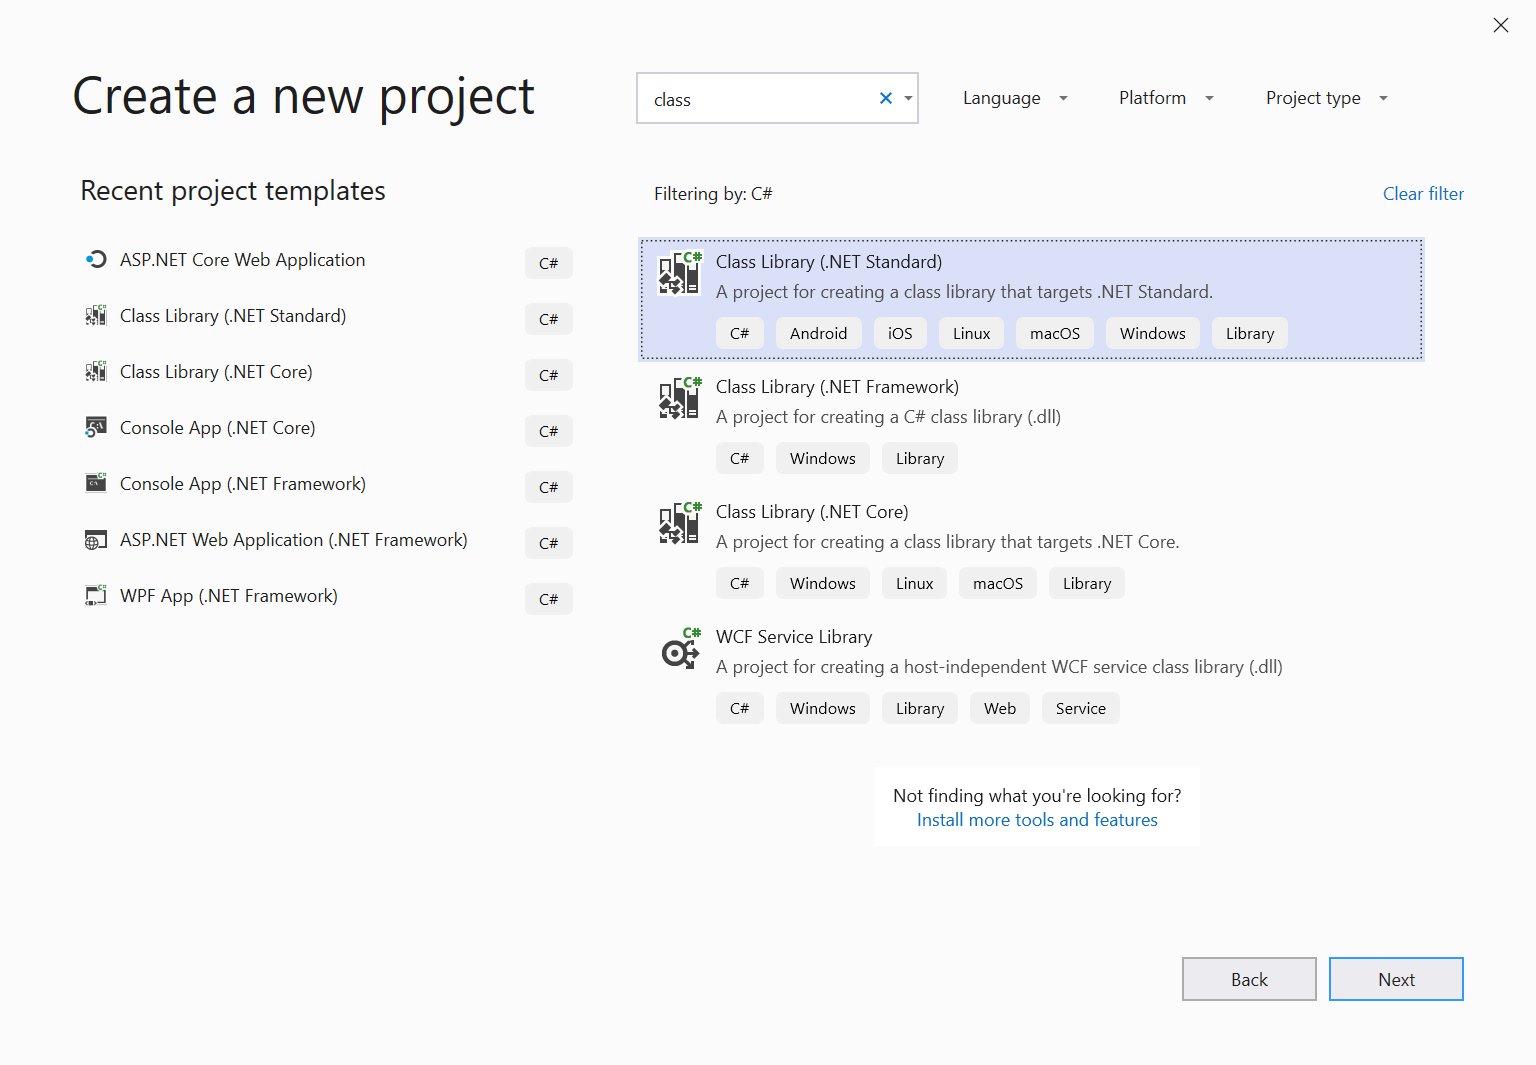 Create a new project
class
Language
Platform
Project type
Recent project templates
ASP.NET Core Web Application C#
Class Library (.NET Standard) C#
Class Library (.NET Core) C#
Console App (.NET Core) C#
Console App (.NET Framework) C#
ASP.NET Web Application (.NET Framework) C#
WPF App (.NET Framework) C#
Filtering by: C#
Clear filter
C# Class Library (.NET Standard)
A project for creating a class library that targets .NET Standard.
C# Android iOS Linux macOS Windows Library
C# Class Library (.NET Framework)
A project for creating a C# class library (.dll)
C# Windows Library
C# Class Library (.NET Core)
A project for creating a class library that targets .NET Core.
C# Windows Linux macOS Library
C# WCF Service Library
A project for creating a host-independent WCF service class library (.dll)
C# Windows Library Web Service
Not finding what you're looking for?
Install more tools and features
Back
Next